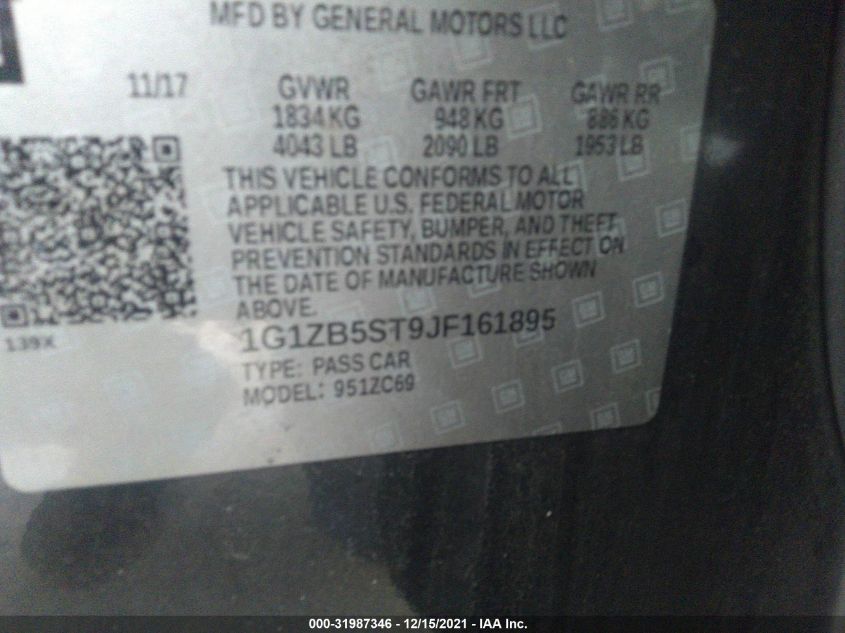 MFD BY GENERAL MOTORS LLC
11/17 GVWR GAWR FRT GAWR RR
1834 KG 948 KG 886 KG
4043 LB 2090 LB 1953 LB
THIS VEHICLE CONFORMS TO ALL
APPLICABLE U.S. FEDERAL MOTOR
VEHICLE SAFETY, BUMPER, AND THEFT
PREVENTION STANDARDS IN EFFECT ON
THE DATE OF MANUFACTURE SHOWN
ABOVE.
1G1ZB5ST9JF161895
139X
TYPE: PASS CAR
MODEL: 951ZC69
000-31987346 - 12/15/2021 - IAA Inc.